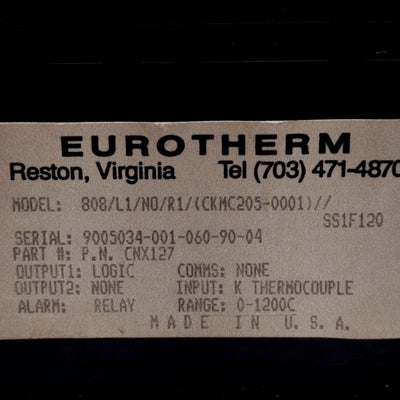 EUROTHERM
Reston, Virginia Tel (703) 471-4870
MODEL: 808/L1/NO/R1/(CKMC205-0001)//
SS1F120
SERIAL: 9005034-001-060-90-04
PART #: P.N. CNX127
OUTPUT1: LOGIC COMMS: NONE
OUTPUT2: NONE INPUT: K THERMOCOUPLE
ALARM: RELAY RANGE: 0-1200C
MADE IN U.S.A.